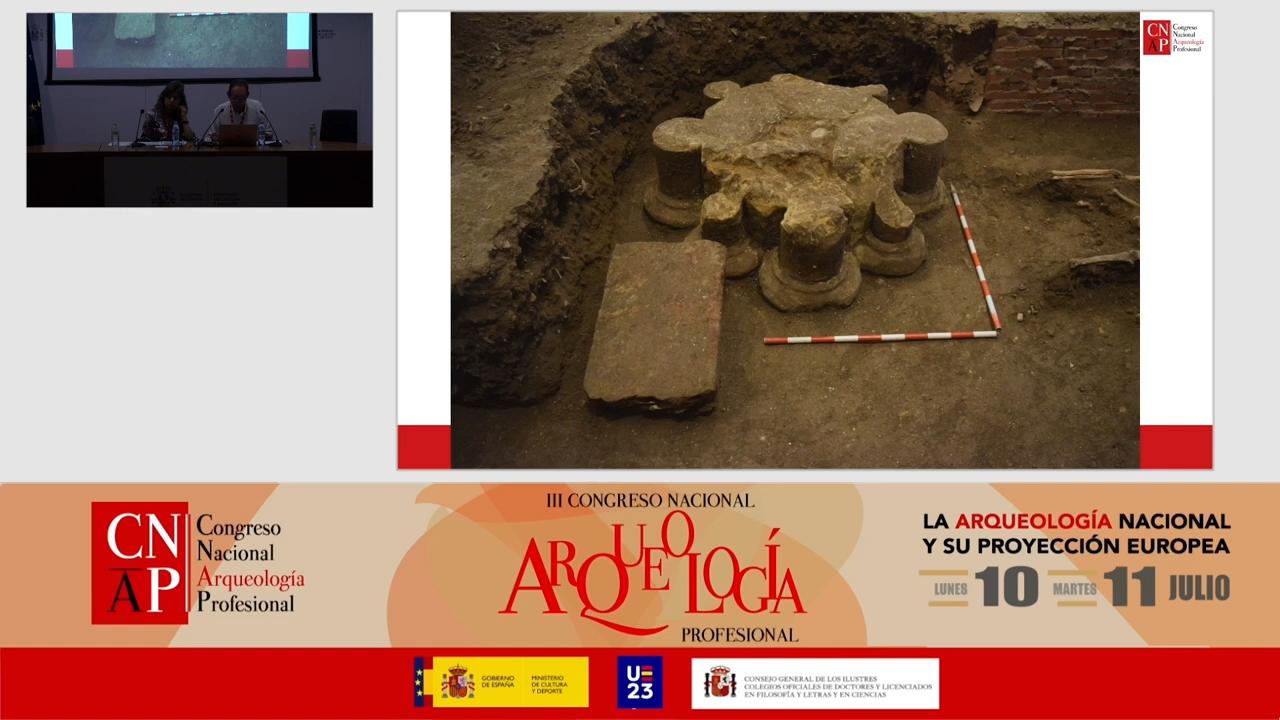 CN
AP
Congreso
Nacional
Arqueología
Profesional
CN
AP
Congreso
Nacional
Arqueología
Profesional
III CONGRESO NACIONAL
ARQUEOLOGÍA
PROFESIONAL
LA ARQUEOLOGÍA NACIONAL
Y SU PROYECCIÓN EUROPEA
LUNES 10 MARTES 11 JULIO
GOBIERNO
DE ESPAÑA
MINISTERIO
DE CULTURA
Y DEPORTE
UE
23
CONSEJO GENERAL DE LOS ILUSTRES
COLEGIOS OFICIALES DE DOCTORES Y LICENCIADOS
EN FILOSOFÍA Y LETRAS Y EN CIENCIAS